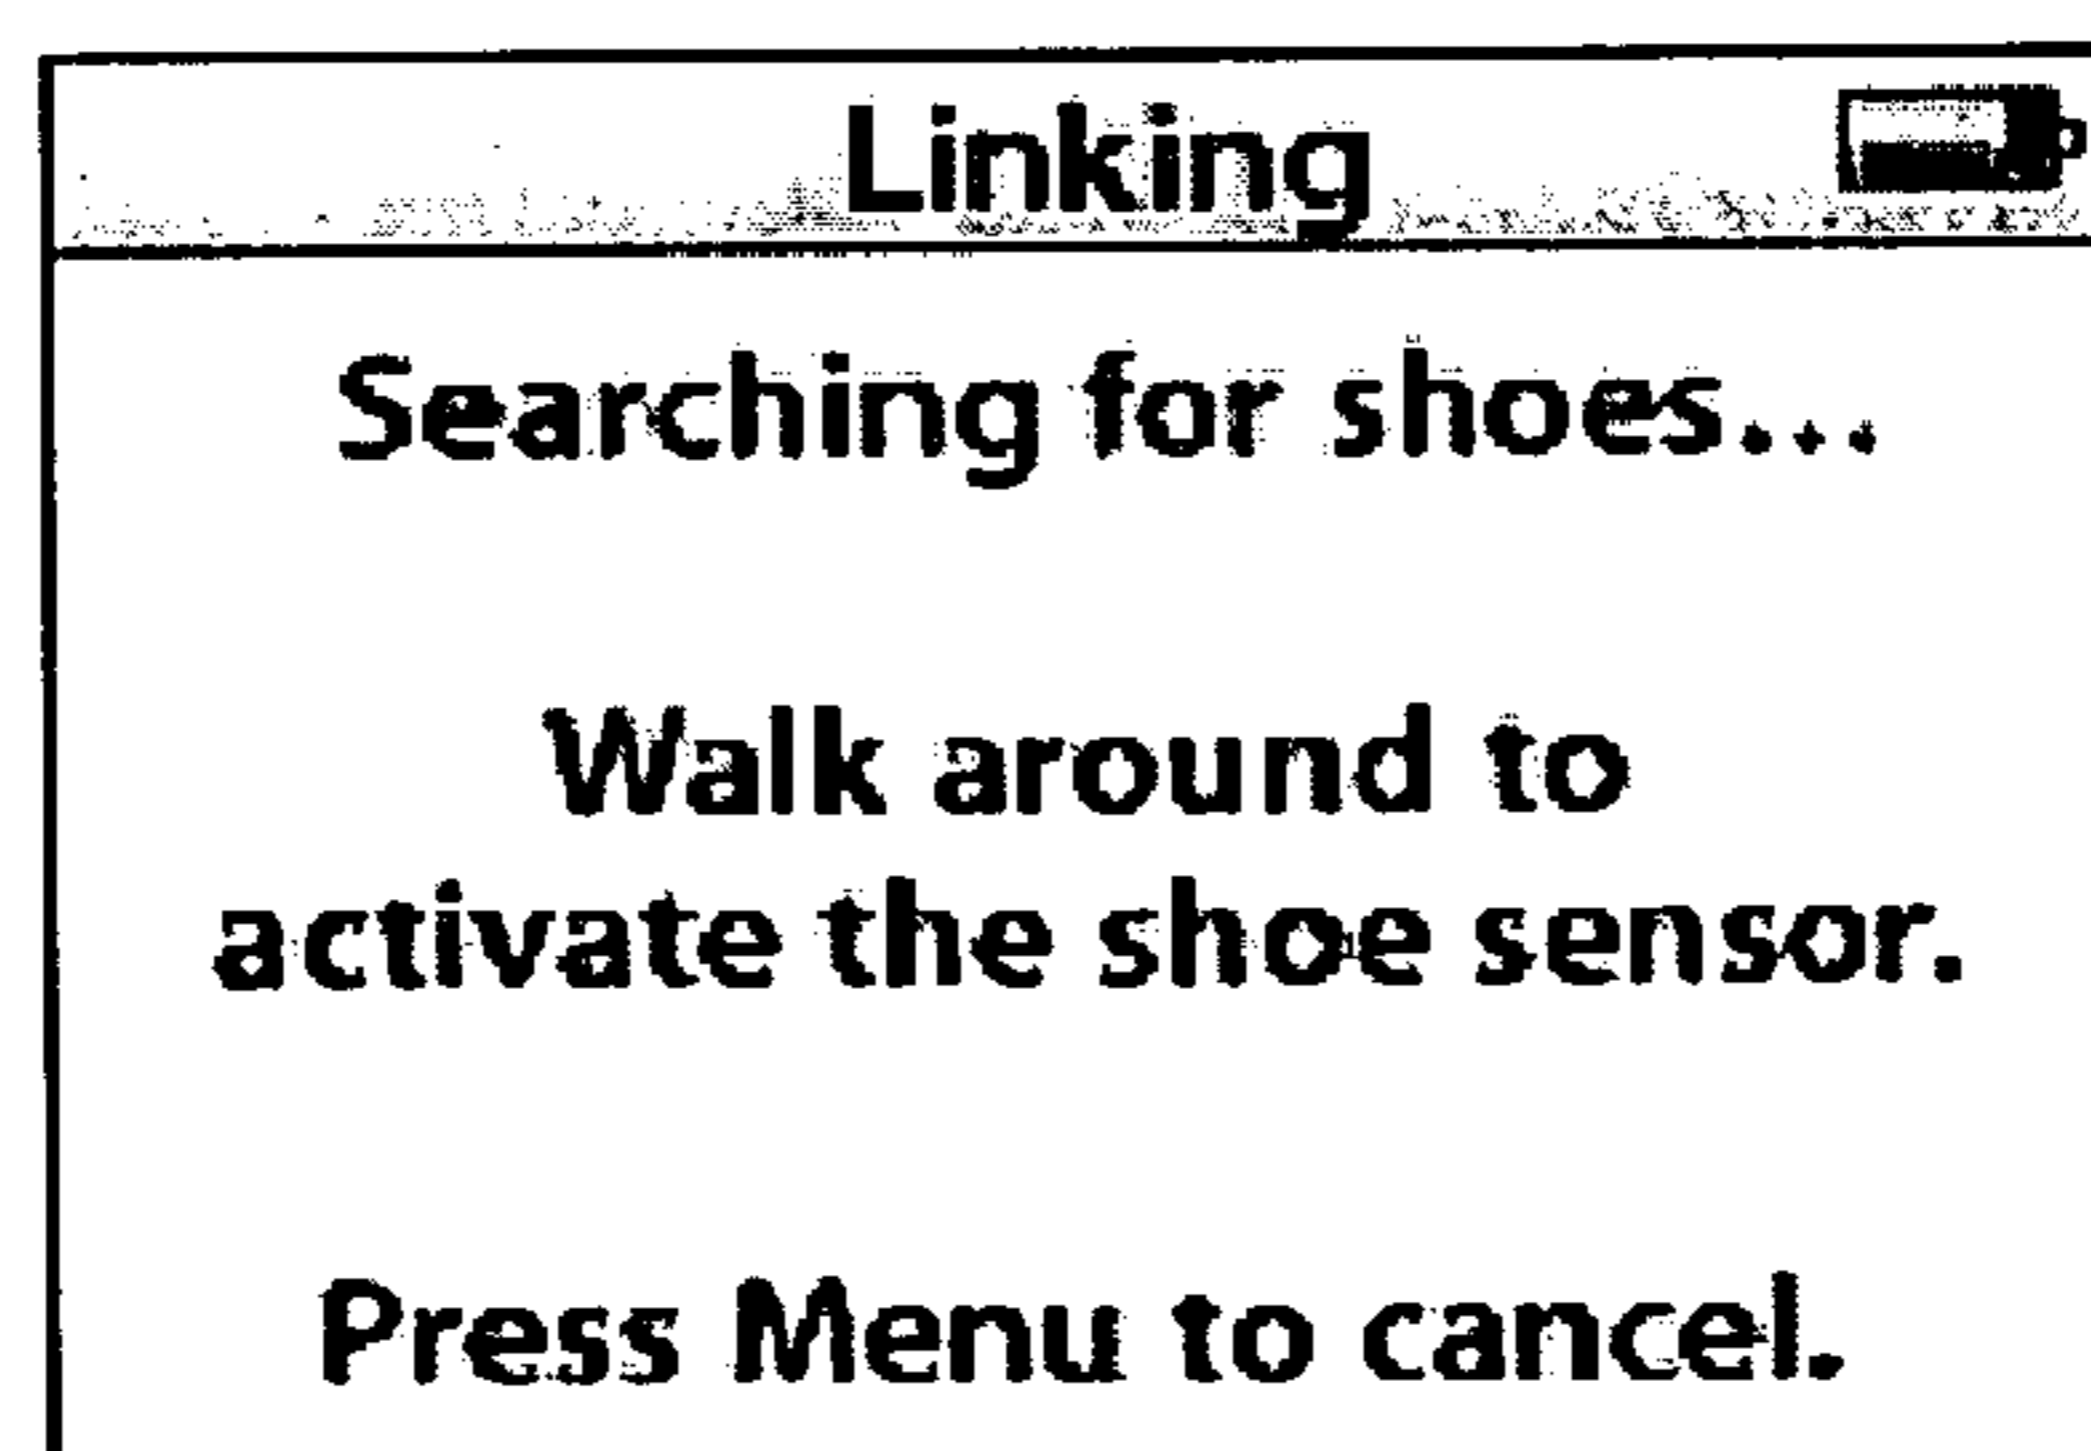 Linking
Searching for shoes...
Walk around to
activate the shoe sensor.
Press Menu to cancel.